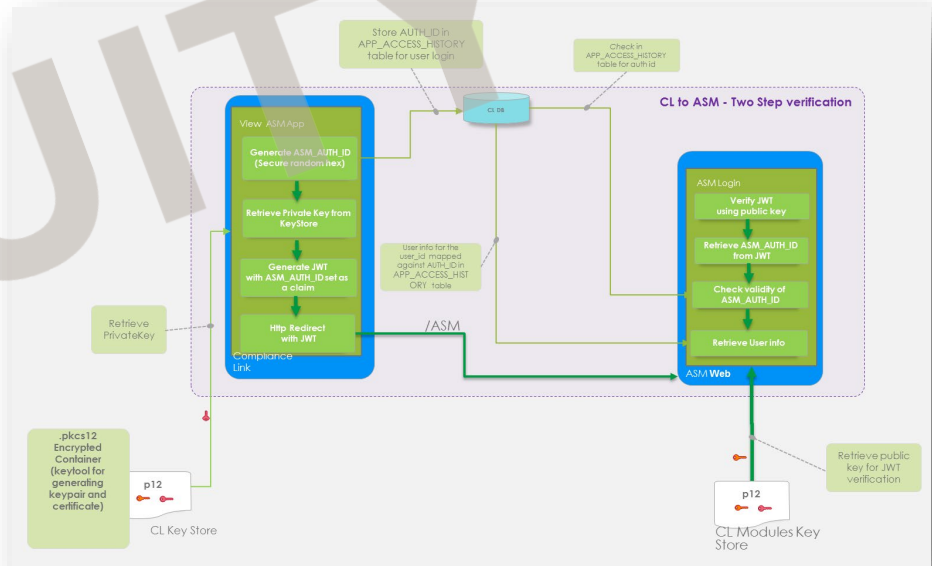 UITY
Store AUTH_ID in
APP_ACCESS_HISTORY
table for user login
Check in
APP_ACCESS_HISTORY
table for auth id
CL to ASM - Two Step verification
CL DB
View ASM App
Generate ASM_AUTH_ID
(Secure random hex)
Retrieve Private Key from
KeyStore
Generate JWT
with ASM_AUTH_ID set as
a claim
Http Redirect
with JWT
Compliance
Link
/ASM
User info for the
user_id mapped
against AUTH_ID in
APP_ACCESS_HIST
ORY table
ASM Login
Verify JWT
using public key
Retrieve ASM_AUTH_ID
from JWT
Check validity of
ASM_AUTH_ID
Retrieve User info
ASM Web
Retrieve
PrivateKey
.pkcs12
Encrypted
Container
(keytool for
generating
keypair and
certificate)
p12
CL Key Store
p12
CL Modules Key
Store
Retrieve public
key for JWT
verification